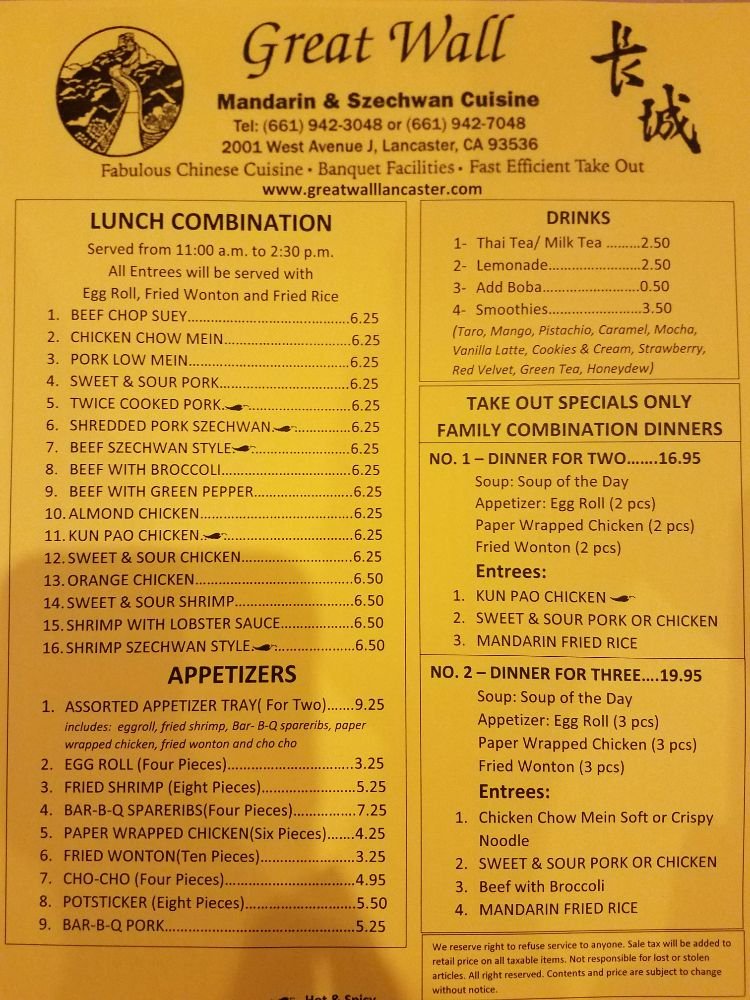 Great Wall
长城
Mandarin & Szechwan Cuisine
Tel: (661) 942-3048 or (661) 942-7048
2001 West Avenue J, Lancaster, CA 93536
Fabulous Chinese Cuisine • Banquet Facilities • Fast Efficient Take Out
www.greatwalllancaster.com
LUNCH COMBINATION
Served from 11:00 a.m. to 2:30 p.m.
All Entrees will be served with
Egg Roll, Fried Wonton and Fried Rice
1. BEEF CHOP SUEY.....................................6.25
2. CHICKEN CHOW MEIN............................6.25
3. PORK LOW MEIN.....................................6.25
4. SWEET & SOUR PORK..............................6.25
5. TWICE COOKED PORK...........................6.25
6. SHREDDED PORK SZECHWAN..................6.25
7. BEEF SZECHWAN STYLE..........................6.25
8. BEEF WITH BROCCOLI.............................6.25
9. BEEF WITH GREEN PEPPER.......................6.25
10. ALMOND CHICKEN.................................6.25
11. KUN PAO CHICKEN................................6.25
12. SWEET & SOUR CHICKEN.........................6.25
13. ORANGE CHICKEN..................................6.50
14. SWEET & SOUR SHRIMP..........................6.50
15. SHRIMP WITH LOBSTER SAUCE................6.50
16. SHRIMP SZECHWAN STYLE......................6.50
APPETIZERS
1. ASSORTED APPETIZER TRAY( For Two)......9.25
includes: eggroll, fried shrimp, Bar- B-Q spareribs, paper
wrapped chicken, fried wonton and cho cho
2. EGG ROLL (Four Pieces)............................3.25
3. FRIED SHRIMP (Eight Pieces).....................5.25
4. BAR-B-Q SPARERIBS(Four Pieces)..............7.25
5. PAPER WRAPPED CHICKEN(Six Pieces).......4.25
6. FRIED WONTON(Ten Pieces).....................3.25
7. CHO-CHO (Four Pieces)............................4.95
8. POTSTICKER (Eight Pieces)........................5.50
9. BAR-B-Q PORK.........................................5.25
Hot & Spicy
DRINKS
1- Thai Tea/ Milk Tea .........2.50
2- Lemonade........................2.50
3- Add Boba.........................0.50
4- Smoothies........................3.50
(Taro, Mango, Pistachio, Caramel, Mocha,
Vanilla Latte, Cookies & Cream, Strawberry,
Red Velvet, Green Tea, Honeydew)
TAKE OUT SPECIALS ONLY
FAMILY COMBINATION DINNERS
NO. 1 – DINNER FOR TWO.......16.95
Soup: Soup of the Day
Appetizer: Egg Roll (2 pcs)
Paper Wrapped Chicken (2 pcs)
Fried Wonton (2 pcs)
Entrees:
1. KUN PAO CHICKEN
2. SWEET & SOUR PORK OR CHICKEN
3. MANDARIN FRIED RICE
NO. 2 – DINNER FOR THREE....19.95
Soup: Soup of the Day
Appetizer: Egg Roll (3 pcs)
Paper Wrapped Chicken (3 pcs)
Fried Wonton (3 pcs)
Entrees:
1. Chicken Chow Mein Soft or Crispy
Noodle
2. SWEET & SOUR PORK OR CHICKEN
3. Beef with Broccoli
4. MANDARIN FRIED RICE
We reserve right to refuse service to anyone. Sale tax will be added to
retail price on all taxable items. Not responsible for lost or stolen
articles. All right reserved. Contents and price are subject to change
without notice.